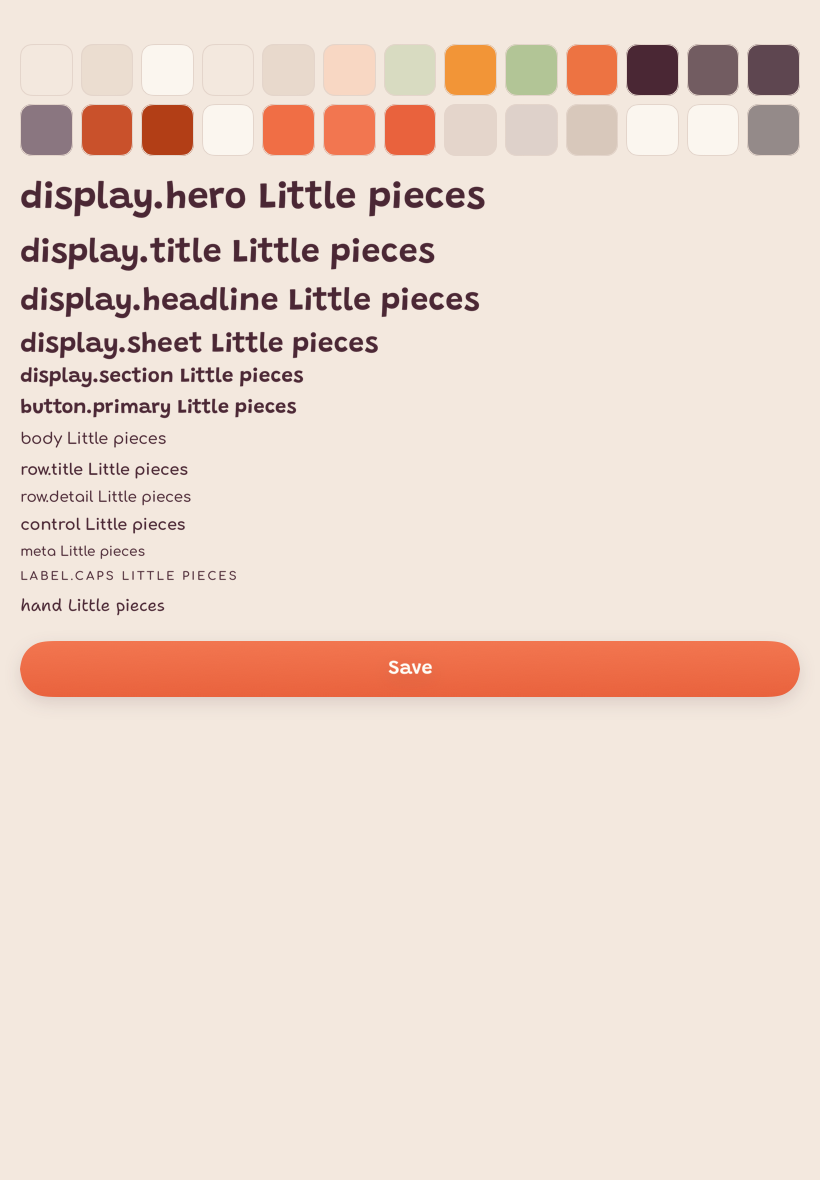 display.hero Little pieces
display.title Little pieces
display.headline Little pieces
display.sheet Little pieces
display.section Little pieces
button.primary Little pieces
body Little pieces
row.title Little pieces
row.detail Little pieces
control Little pieces
meta Little pieces
LABEL.CAPS LITTLE PIECES
hand Little pieces
Save